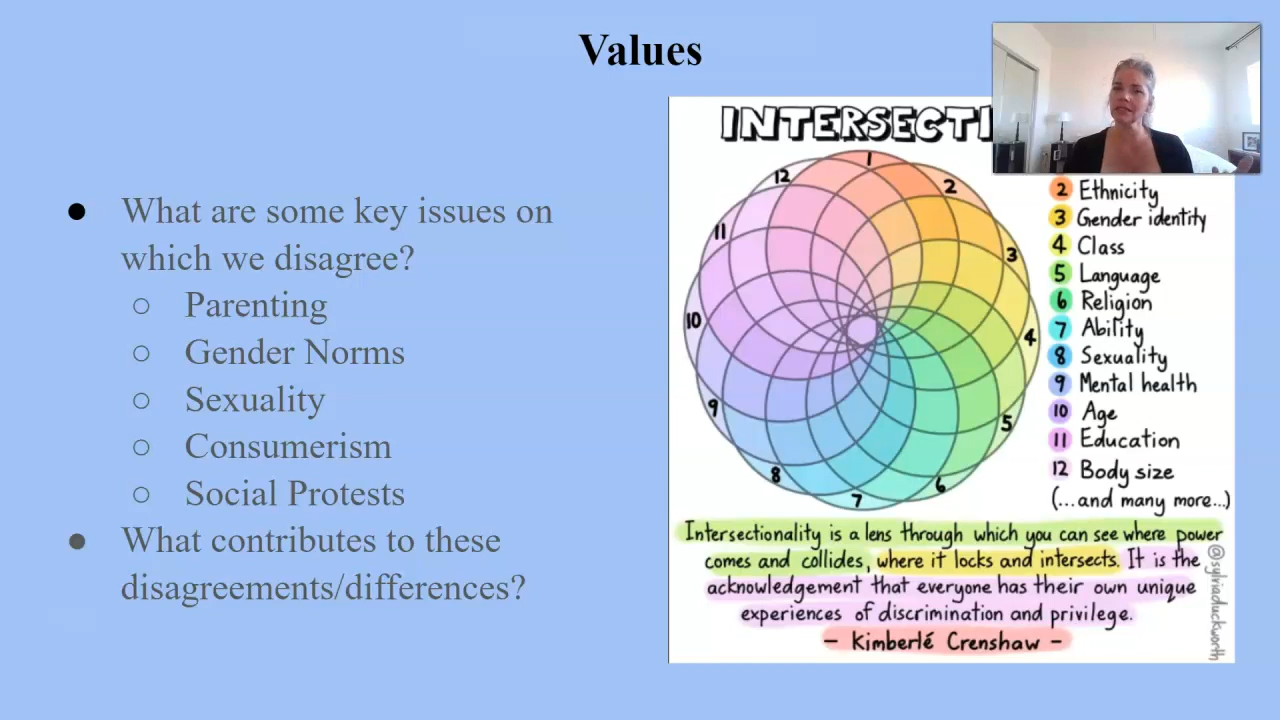 Values
What are some key issues on
which we disagree?
Parenting
Gender Norms
Sexuality
Consumerism
Social Protests
What contributes to these
disagreements/differences?
INTERSECTI
1
2
3
4
5
6
7
8
9
10
11
12
2 Ethnicity
3 Gender identity
4 Class
5 Language
6 Religion
7 Ability
8 Sexuality
9 Mental health
10 Age
11 Education
12 Body size
(...and many more...)
Intersectionality is a lens through which you can see where power
comes and collides, where it locks and intersects. It is the
acknowledgement that everyone has their own unique
experiences of discrimination and privilege.
- Kimberlé Crenshaw -
@sylviaduckworth